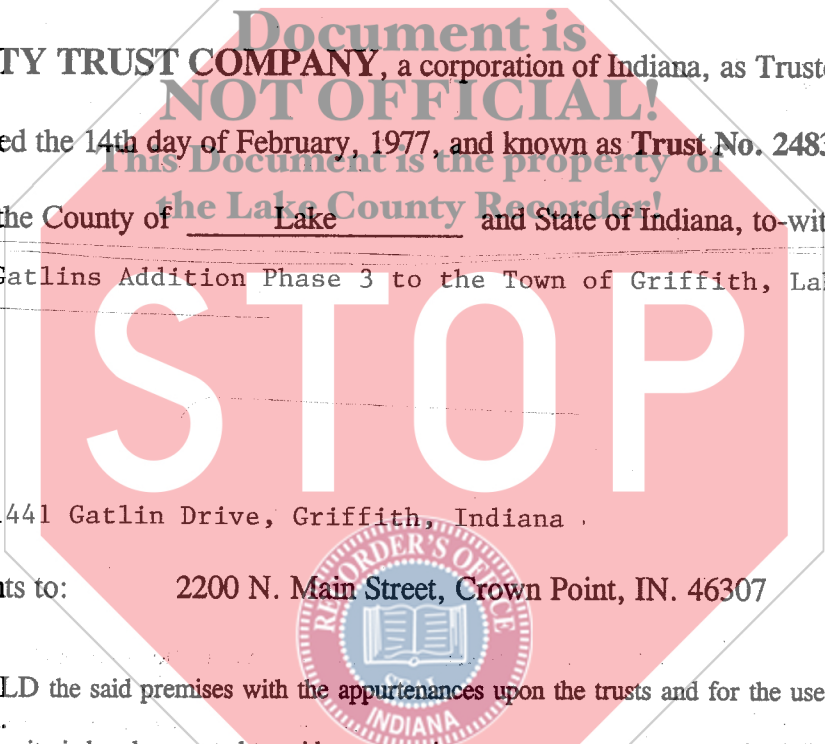 Document is
TY TRUST COMPANY, a corporation of Indiana, as Trust
NOT OFFICIAL!
ed the 14th day of February, 1977, and known as Trust No. 2483
This Document is the property of
the Lake County Recorder!
the County of Lake and State of Indiana, to-wit
Gatlins Addition Phase 3 to the Town of Griffith, La
STOP
441 Gatlin Drive, Griffith, Indiana
nts to: 2200 N. Main Street, Crown Point, IN. 46307
RECORDER'S OFFICE
SEAL
INDIANA
LD the said premises with the appurtenances upon the trusts and for the use